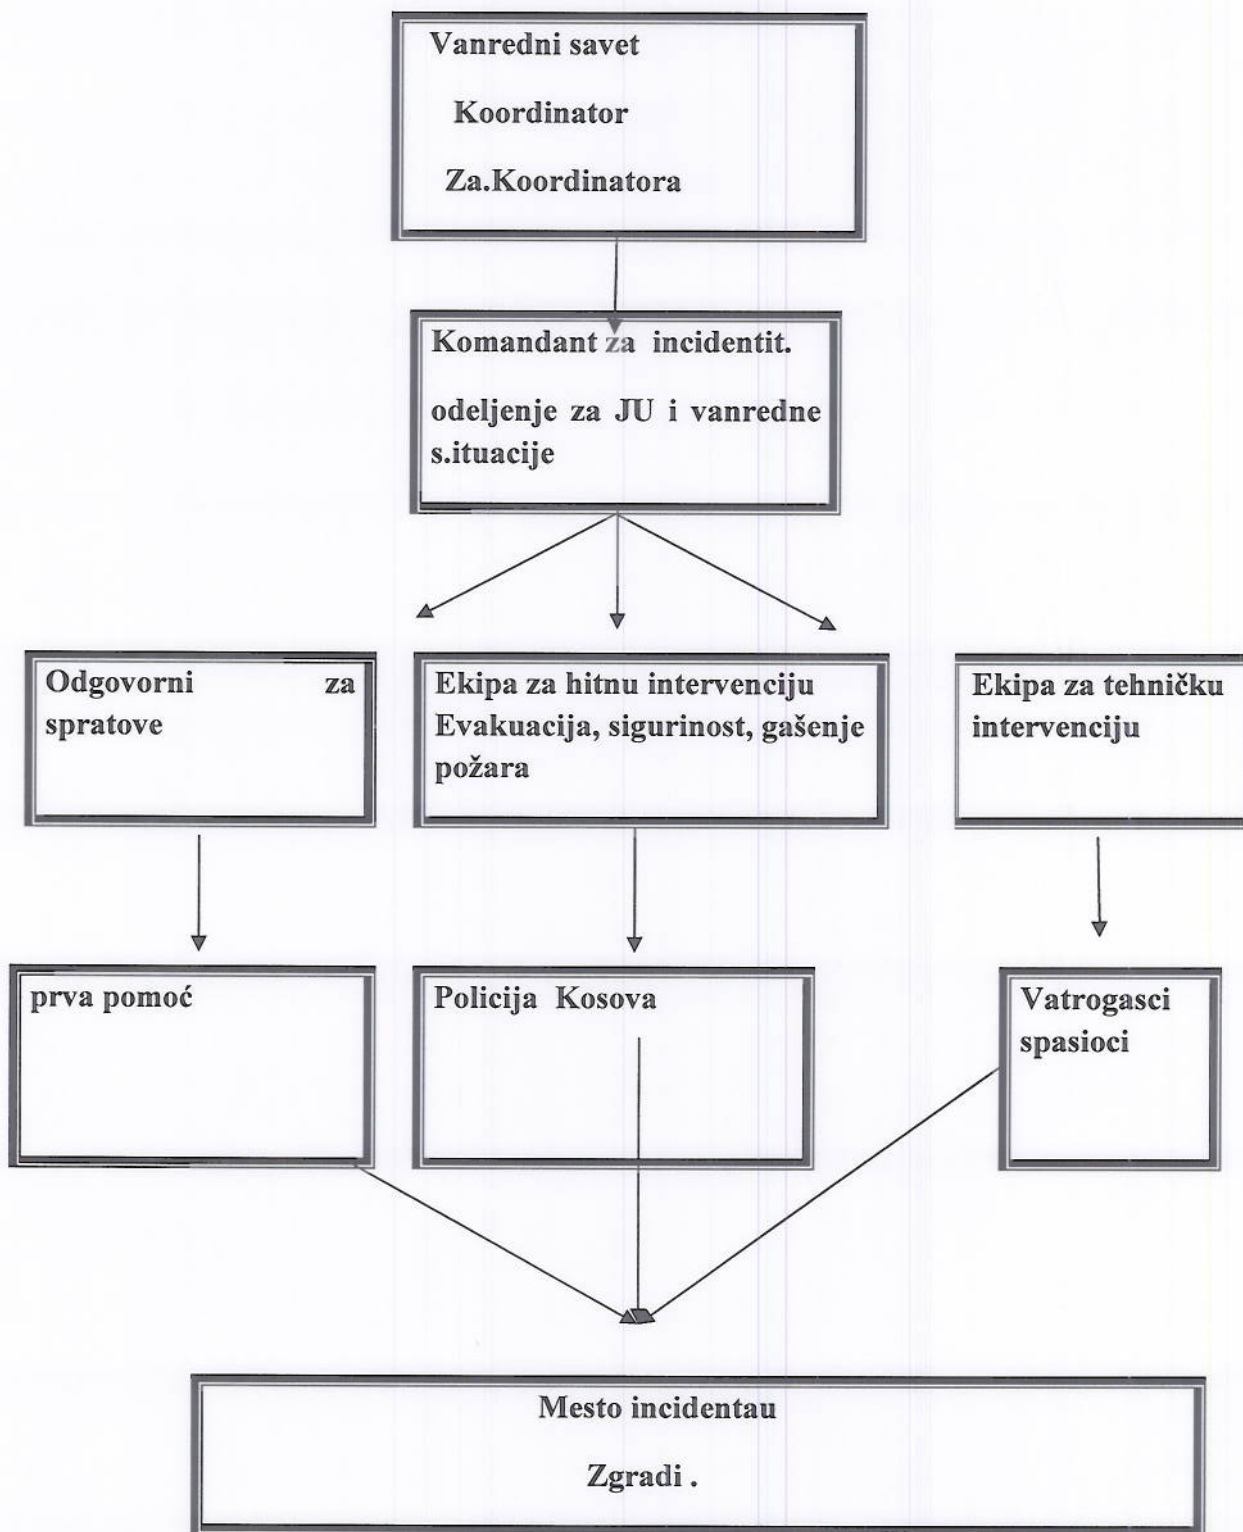 Vanredni savet
Koordinator
Za.Koordinatora
Komandant za incidentit.
odeljenje za JU i vanredne
s.ituacije
Odgovorni za
spratove
Ekipa za hitnu intervenciju
Evakuacija, sigurinost, gašenje
požara
Ekipa za tehničku
intervenciju
prva pomoć
Policija Kosova
Vatrogasci
spasioci
Mesto incidentau
Zgradi .